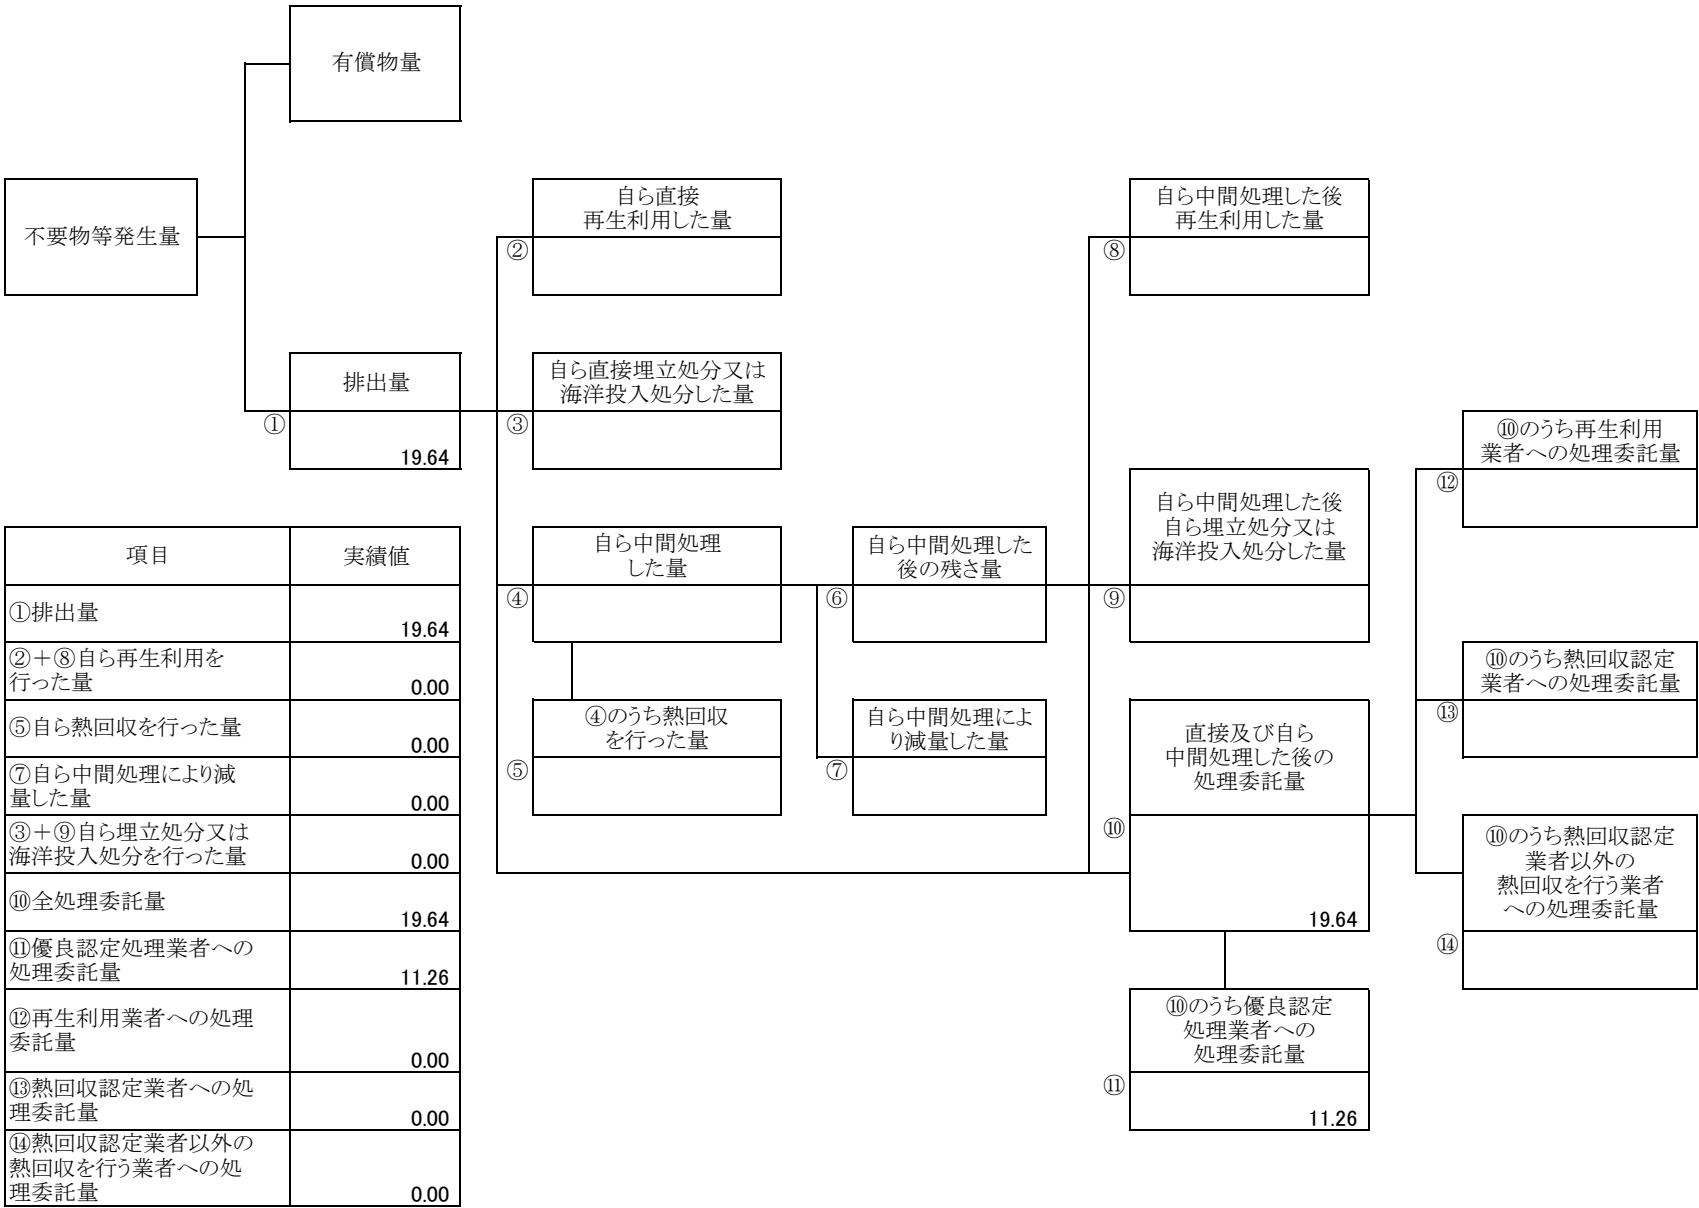 有償物量
不要物等発生量
排出量
①
19.64
自ら直接
再生利用した量
②
自ら直接埋立処分又は
海洋投入処分した量
③
自ら中間処理
した量
④
④のうち熱回収
を行った量
⑤
自ら中間処理した
後の残さ量
⑥
自ら中間処理によ
り減量した量
⑦
自ら中間処理した後
再生利用した量
⑧
自ら中間処理した後
自ら埋立処分又は
海洋投入処分した量
⑨
直接及び自ら
中間処理した後の
処理委託量
⑩
19.64
⑩のうち優良認定
処理業者への
処理委託量
⑪
11.26
⑩のうち再生利用
業者への処理委託量
⑫
⑩のうち熱回収認定
業者への処理委託量
⑬
⑩のうち熱回収認定
業者以外の
熱回収を行う業者
への処理委託量
⑭
項目 実績値
①排出量
19.64
②＋⑧自ら再生利用を
行った量
0.00
⑤自ら熱回収を行った量
0.00
⑦自ら中間処理により減
量した量
0.00
③＋⑨自ら埋立処分又は
海洋投入処分を行った量
0.00
⑩全処理委託量
19.64
⑪優良認定処理業者への
処理委託量
11.26
⑫再生利用業者への処理
委託量
0.00
⑬熱回収認定業者への処
理委託量
0.00
⑭熱回収認定業者以外の
熱回収を行う業者への処
理委託量
0.00